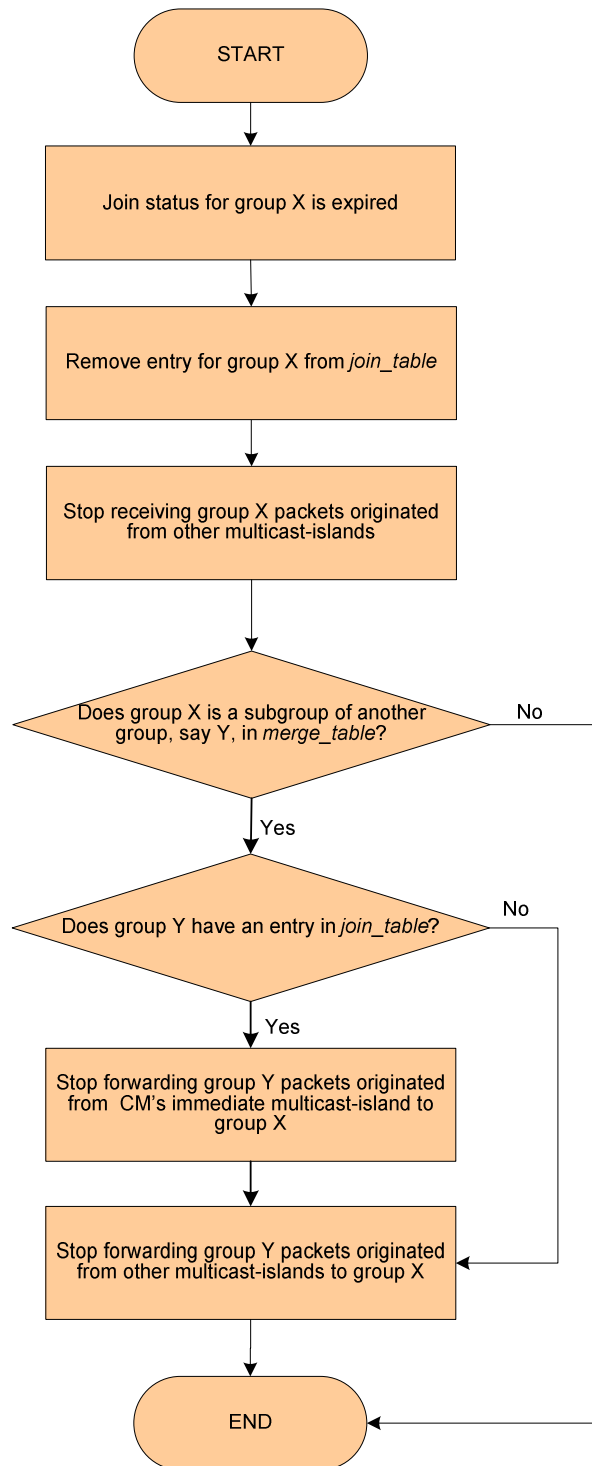 START
Join status for group X is expired
Remove entry for group X from join_table
Stop receiving group X packets originated
from other multicast-islands
Does group X is a subgroup of another
group, say Y, in merge_table?
No
Yes
Does group Y have an entry in join_table?
No
Yes
Stop forwarding group Y packets originated
from CM's immediate multicast-island to
group X
Stop forwarding group Y packets originated
from other multicast-islands to group X
END